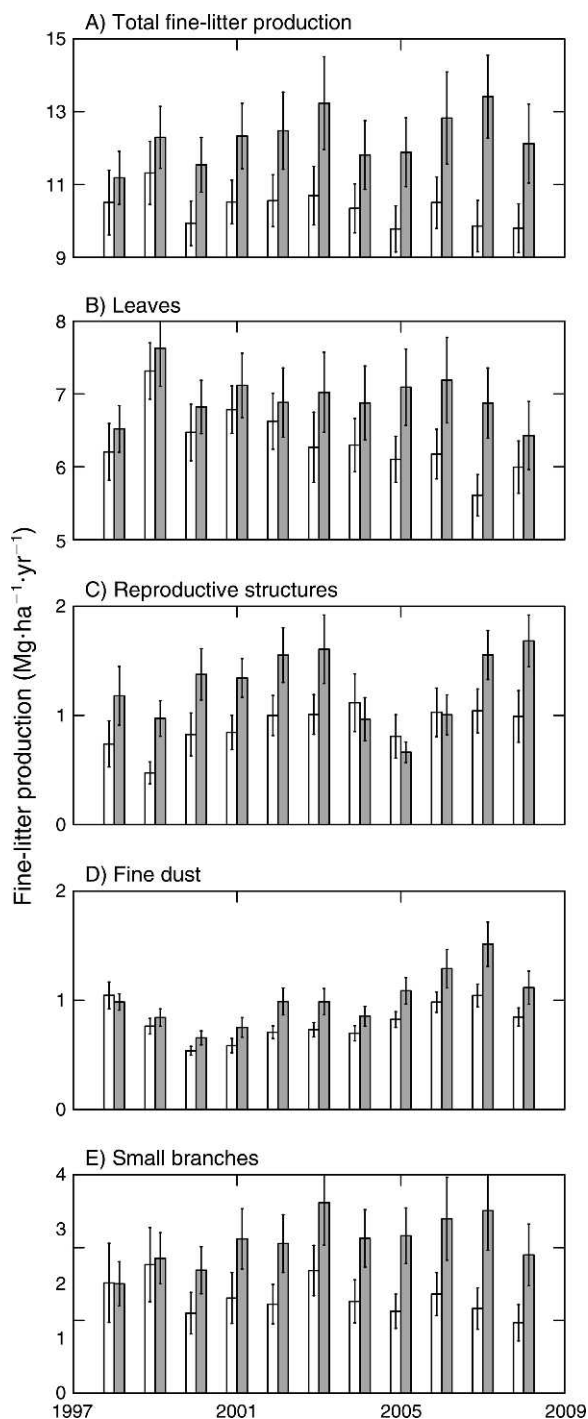 A) Total fine-litter production
15
13
11
9
B) Leaves
8
7
6
5
C) Reproductive structures
2
1
0
D) Fine dust
2
1
0
E) Small branches
4
3
2
1
0
1997 2001 2005 2009
Fine-litter production (Mg·ha⁻¹·yr⁻¹)